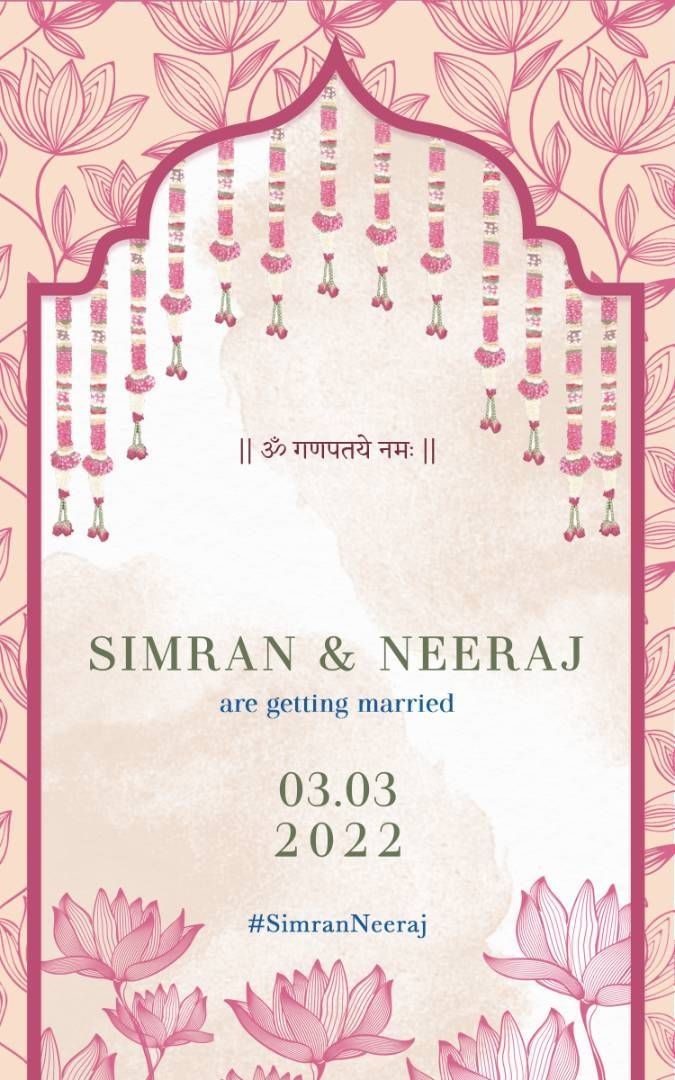 || ॐ गणपतये नमः ||
SIMRAN & NEERAJ
are getting married
03.03
2022
#SimranNeeraj